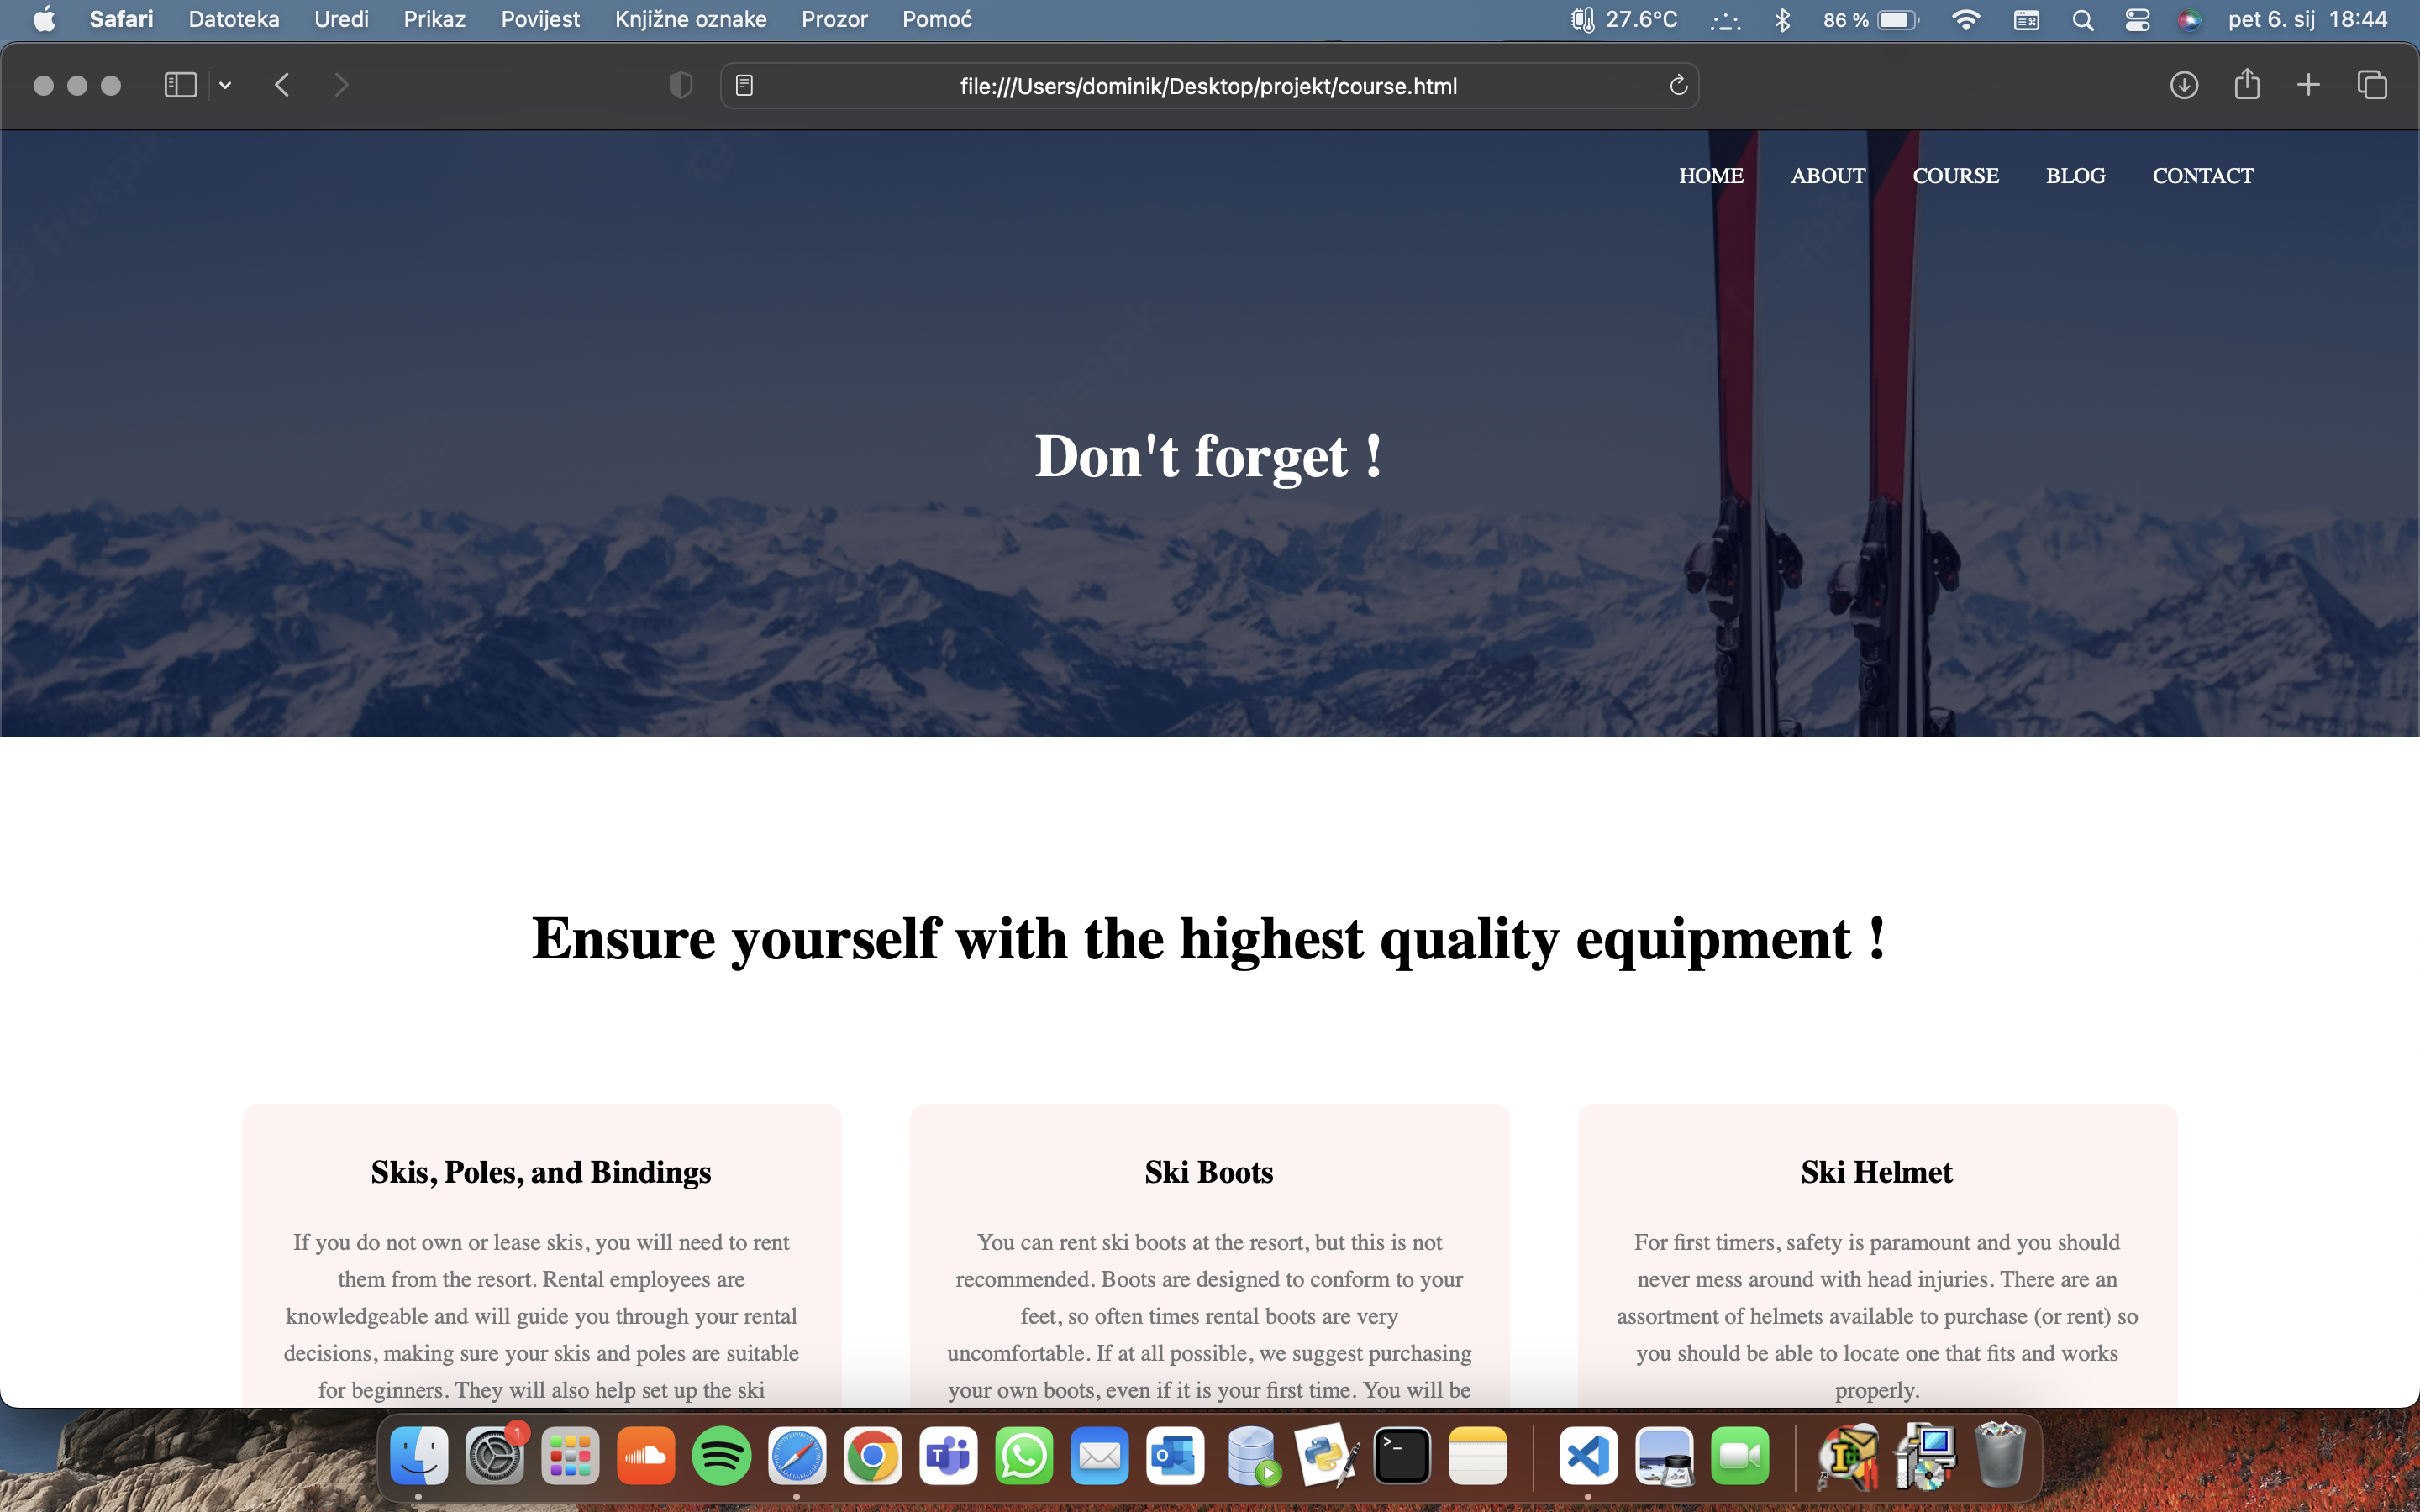 Safari Datoteka Uredi Prikaz Povijest Knjižne oznake Prozor Pomoć 27.6°C 86 % pet 6. sij 18:44
file:///Users/dominik/Desktop/projekt/course.html
HOME ABOUT COURSE BLOG CONTACT
Don't forget !
Ensure yourself with the highest quality equipment !
Skis, Poles, and Bindings
If you do not own or lease skis, you will need to rent
them from the resort. Rental employees are
knowledgeable and will guide you through your rental
decisions, making sure your skis and poles are suitable
for beginners. They will also help set up the ski
Ski Boots
You can rent ski boots at the resort, but this is not
recommended. Boots are designed to conform to your
feet, so often times rental boots are very
uncomfortable. If at all possible, we suggest purchasing
your own boots, even if it is your first time. You will be
Ski Helmet
For first timers, safety is paramount and you should
never mess around with head injuries. There are an
assortment of helmets available to purchase (or rent) so
you should be able to locate one that fits and works
properly.
1